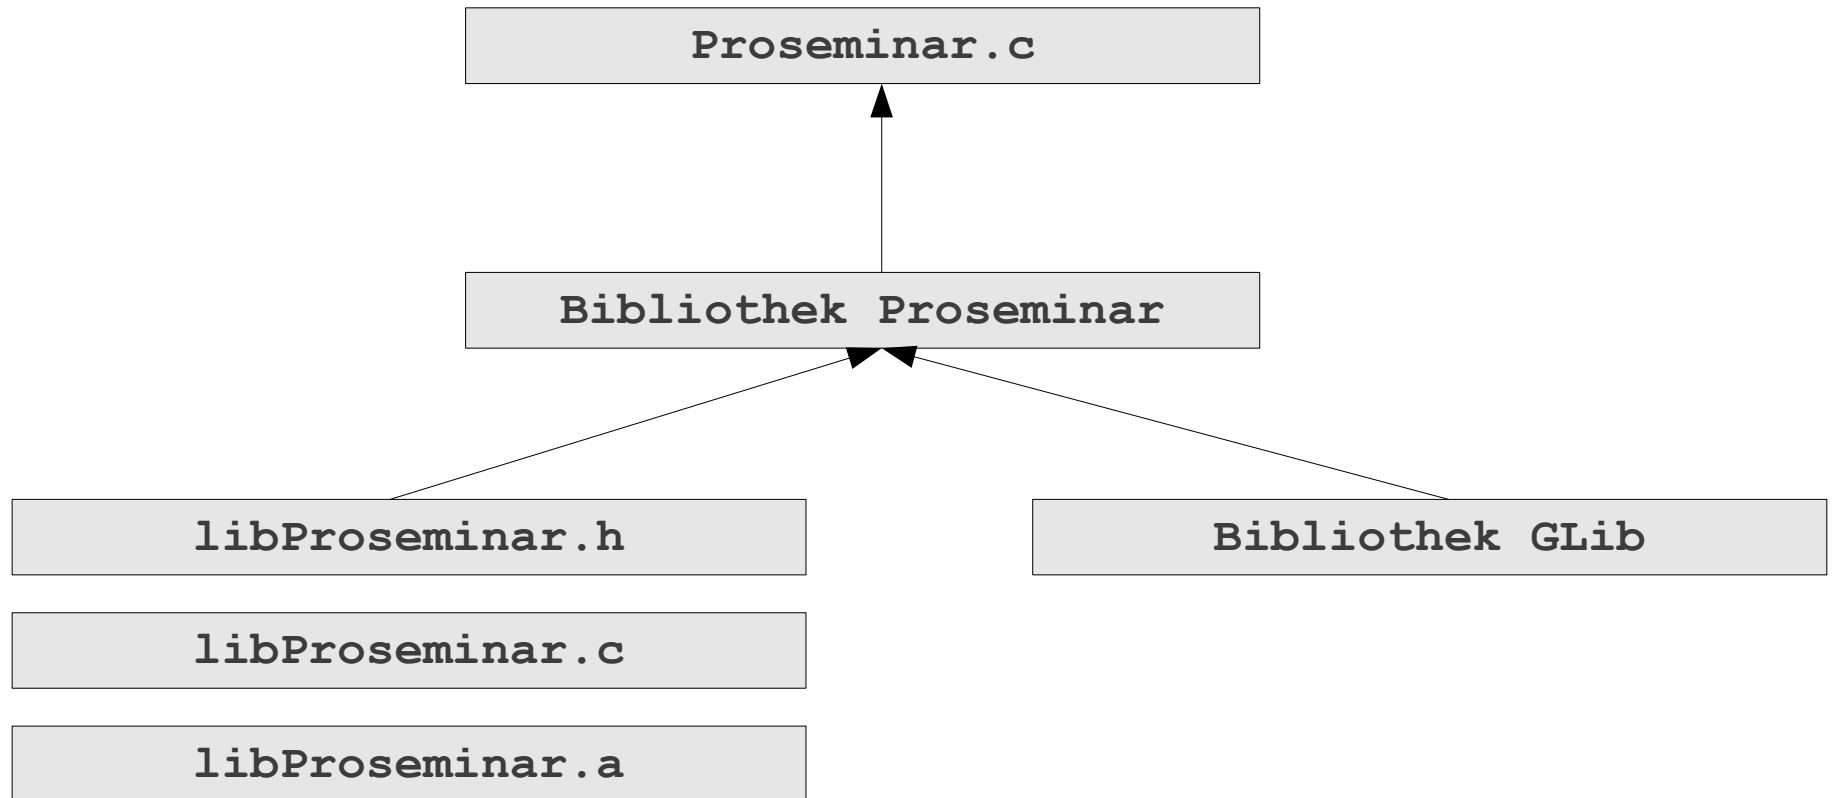 Proseminar.c
Bibliothek Proseminar
libProseminar.h
Bibliothek GLib
libProseminar.c
libProseminar.a